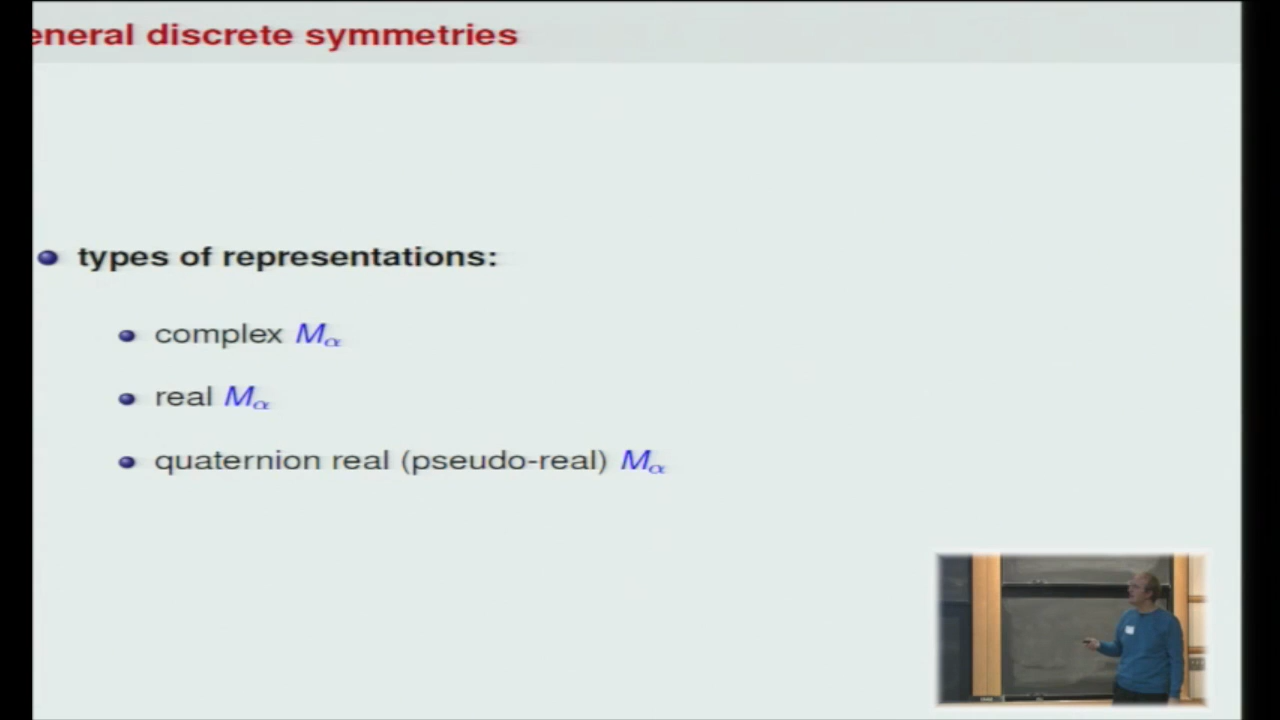 eneral discrete symmetries
types of representations:
complex Mα
real Mα
quaternion real (pseudo-real) Mα